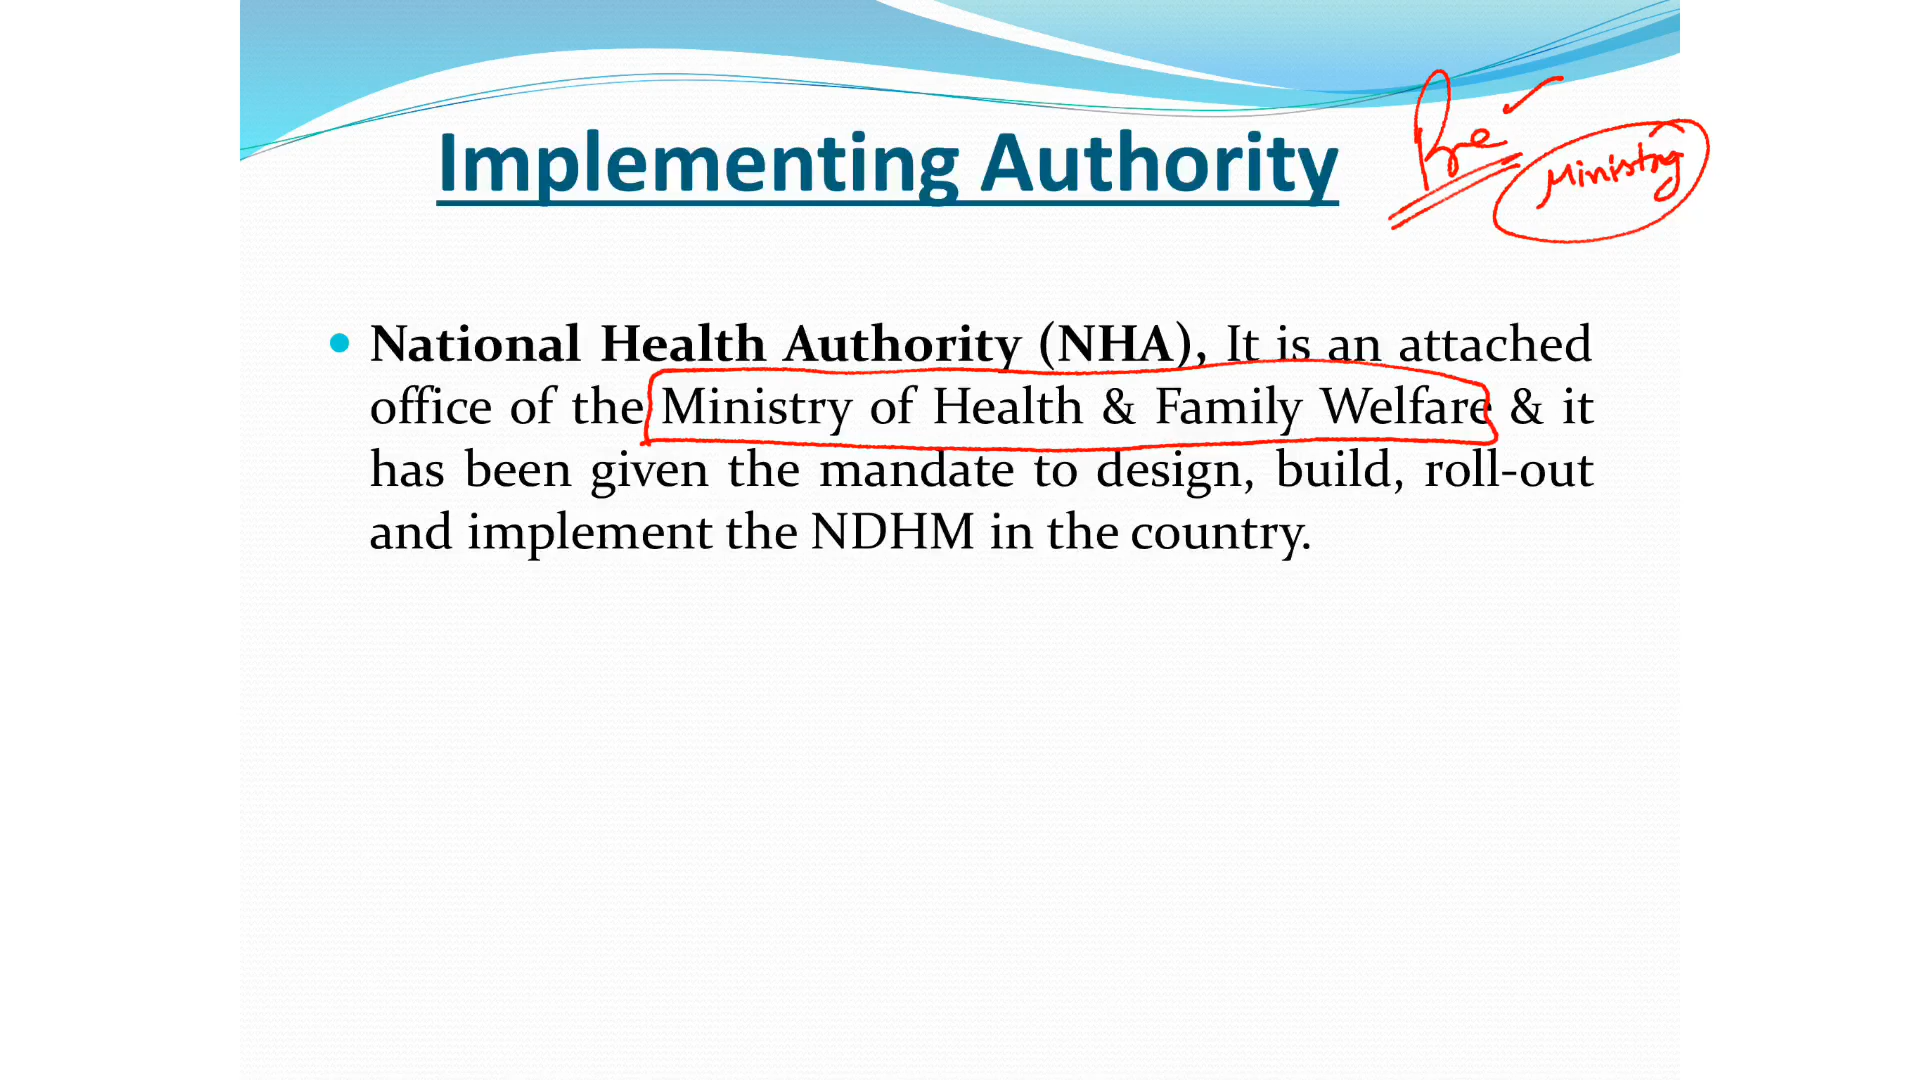 Implementing Authority
Pre
Ministry
National Health Authority (NHA), It is an attached
office of the Ministry of Health & Family Welfare & it
has been given the mandate to design, build, roll-out
and implement the NDHM in the country.